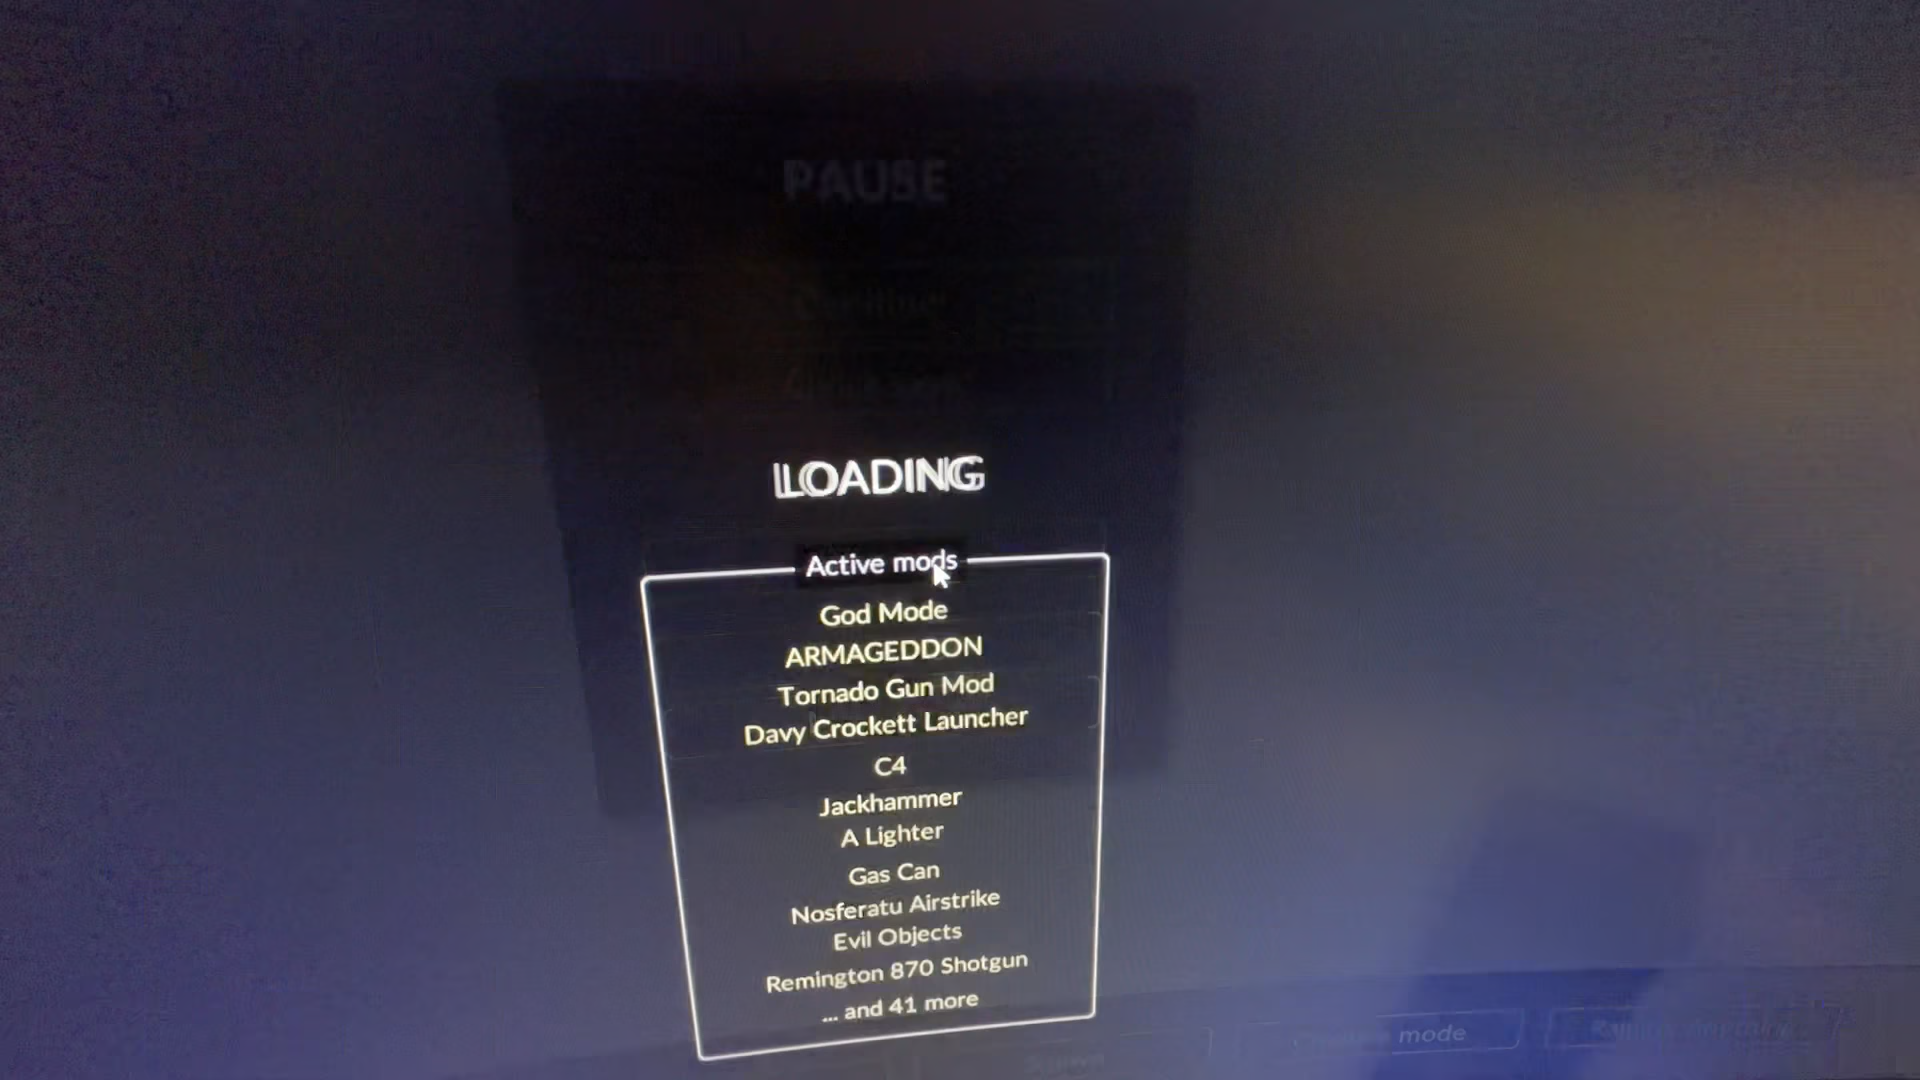 PAUSE
LOADING
Active mods
God Mode
ARMAGEDDON
Tornado Gun Mod
Davy Crockett Launcher
C4
Jackhammer
A Lighter
Gas Can
Nosferatu Airstrike
Evil Objects
Remington 870 Shotgun
... and 41 more
mode